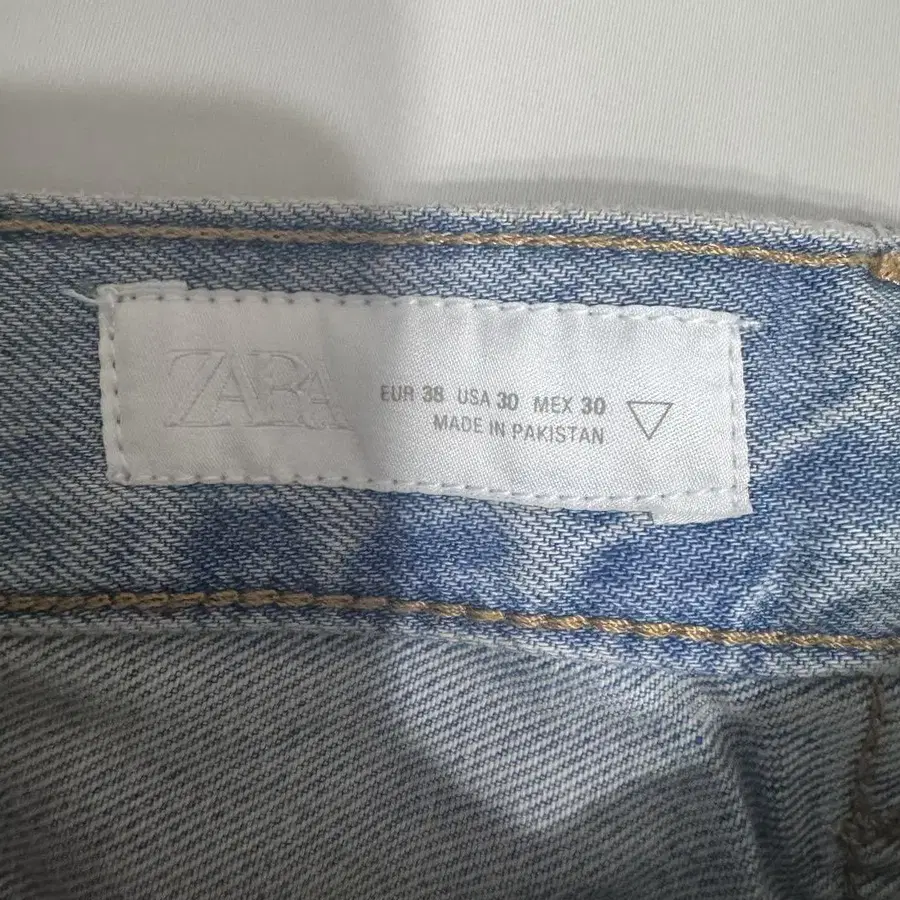 ZARA
EUR 38 USA 30 MEX 30
MADE IN PAKISTAN